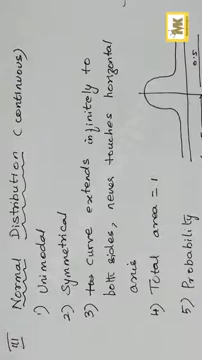 III Normal Distribution (continuous)
1) Unimodal
2) Symmetrical
3) the curve extends infinitely to
both sides, never touches horizontal
axis
4) Total area = 1
5) Probability
0.5
MK